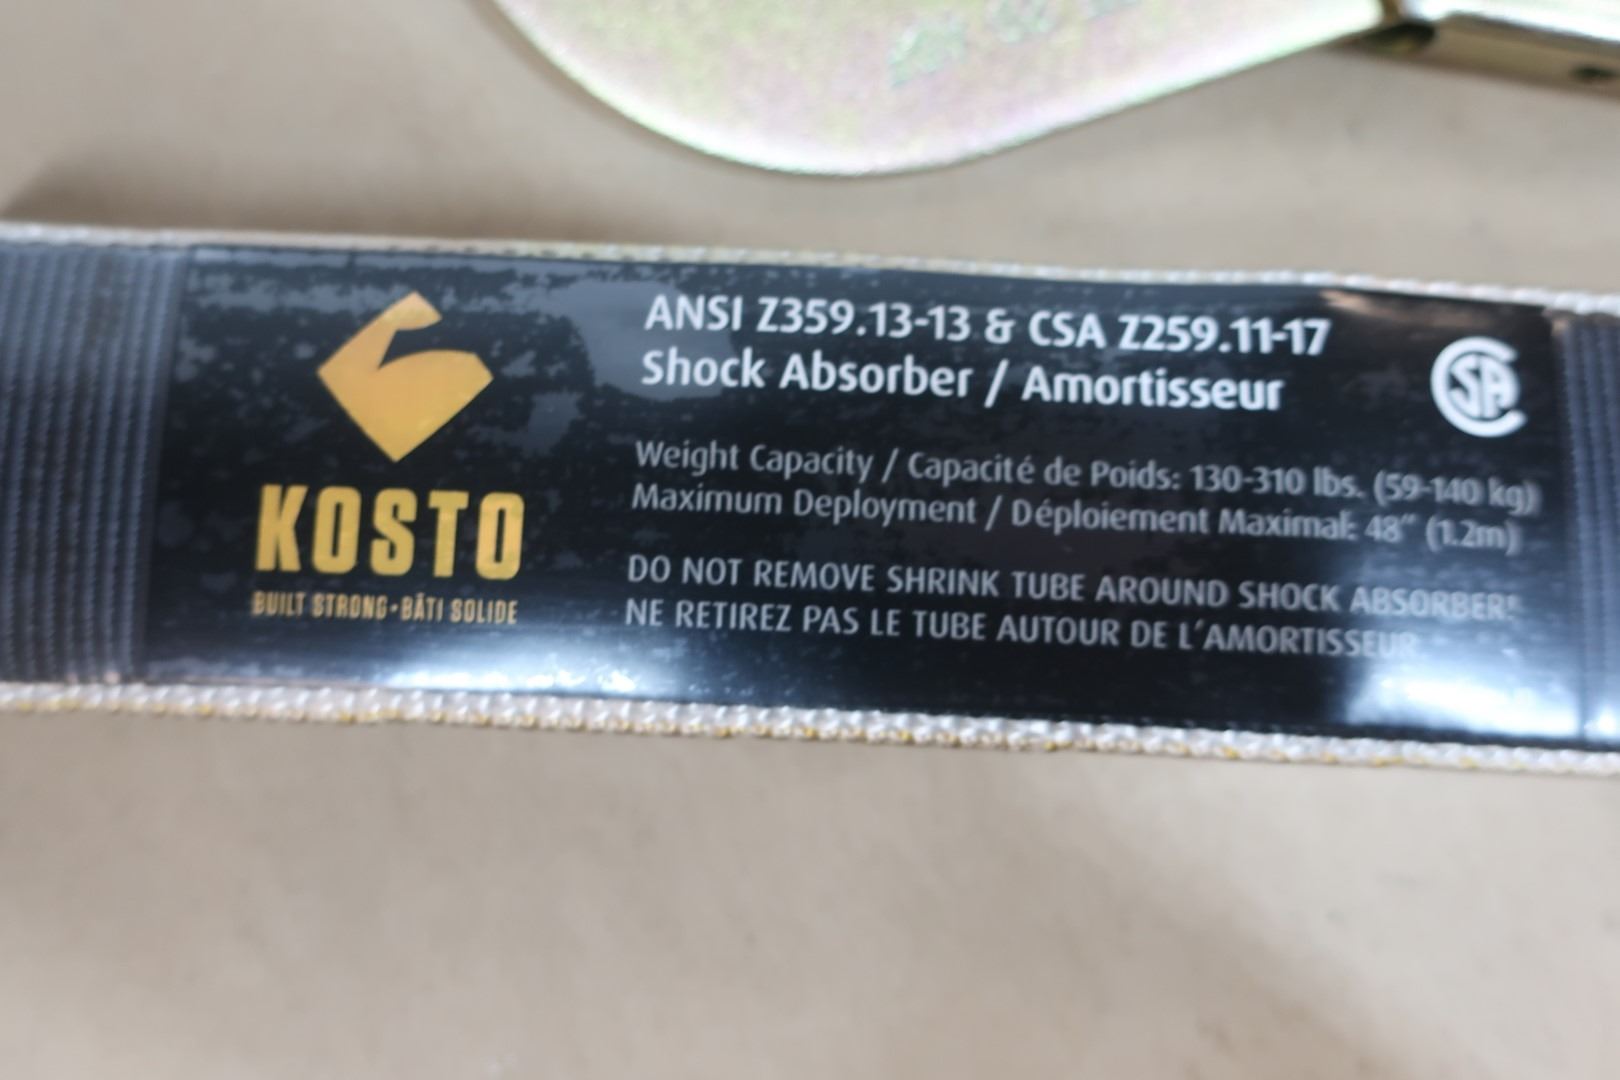 KOSTO
BUILT STRONG • BÂTI SOLIDE
ANSI Z359.13-13 & CSA Z259.11-17
Shock Absorber / Amortisseur
CSA
Weight Capacity / Capacité de Poids: 130-310 lbs. (59-140 kg)
Maximum Deployment / Déploiement Maximal: 48" (1.2m)
DO NOT REMOVE SHRINK TUBE AROUND SHOCK ABSORBER!
NE RETIREZ PAS LE TUBE AUTOUR DE L'AMORTISSEUR